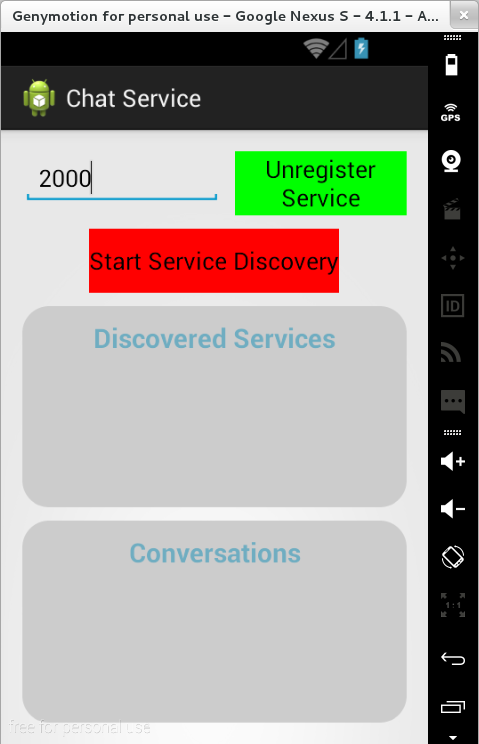 Genymotion for personal use – Google Nexus S – 4.1.1 – A...
Chat Service
GPS
2000
Unregister
Service
Start Service Discovery
ID
Discovered Services
Conversations
1:1
free for personal use